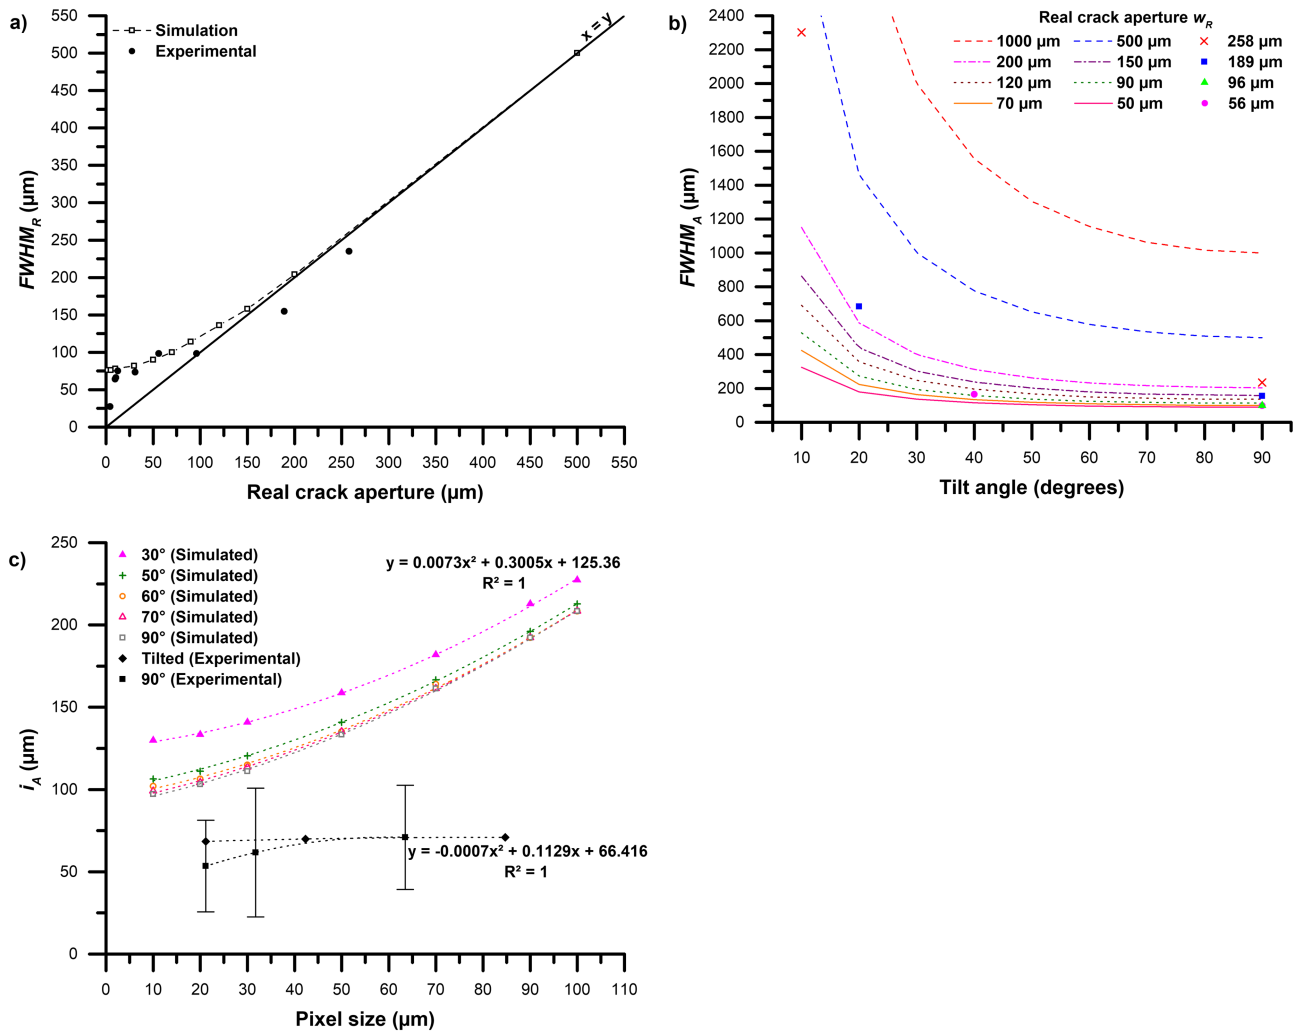 a)
Simulation
Experimental
x = y
550
500
450
400
350
300
250
200
150
100
50
0
FWHM_R (µm)
0 50 100 150 200 250 300 350 400 450 500 550
Real crack aperture (µm)
b)
Real crack aperture w_R
1000 µm 500 µm 258 µm
200 µm 150 µm 189 µm
120 µm 90 µm 96 µm
70 µm 50 µm 56 µm
2400
2200
2000
1800
1600
1400
1200
1000
800
600
400
200
0
FWHM_A (µm)
10 20 30 40 50 60 70 80 90
Tilt angle (degrees)
c)
30° (Simulated)
50° (Simulated)
60° (Simulated)
70° (Simulated)
90° (Simulated)
Tilted (Experimental)
90° (Experimental)
y = 0.0073x² + 0.3005x + 125.36
R² = 1
y = -0.0007x² + 0.1129x + 66.416
R² = 1
250
200
150
100
50
0
i_A (µm)
0 10 20 30 40 50 60 70 80 90 100 110
Pixel size (µm)